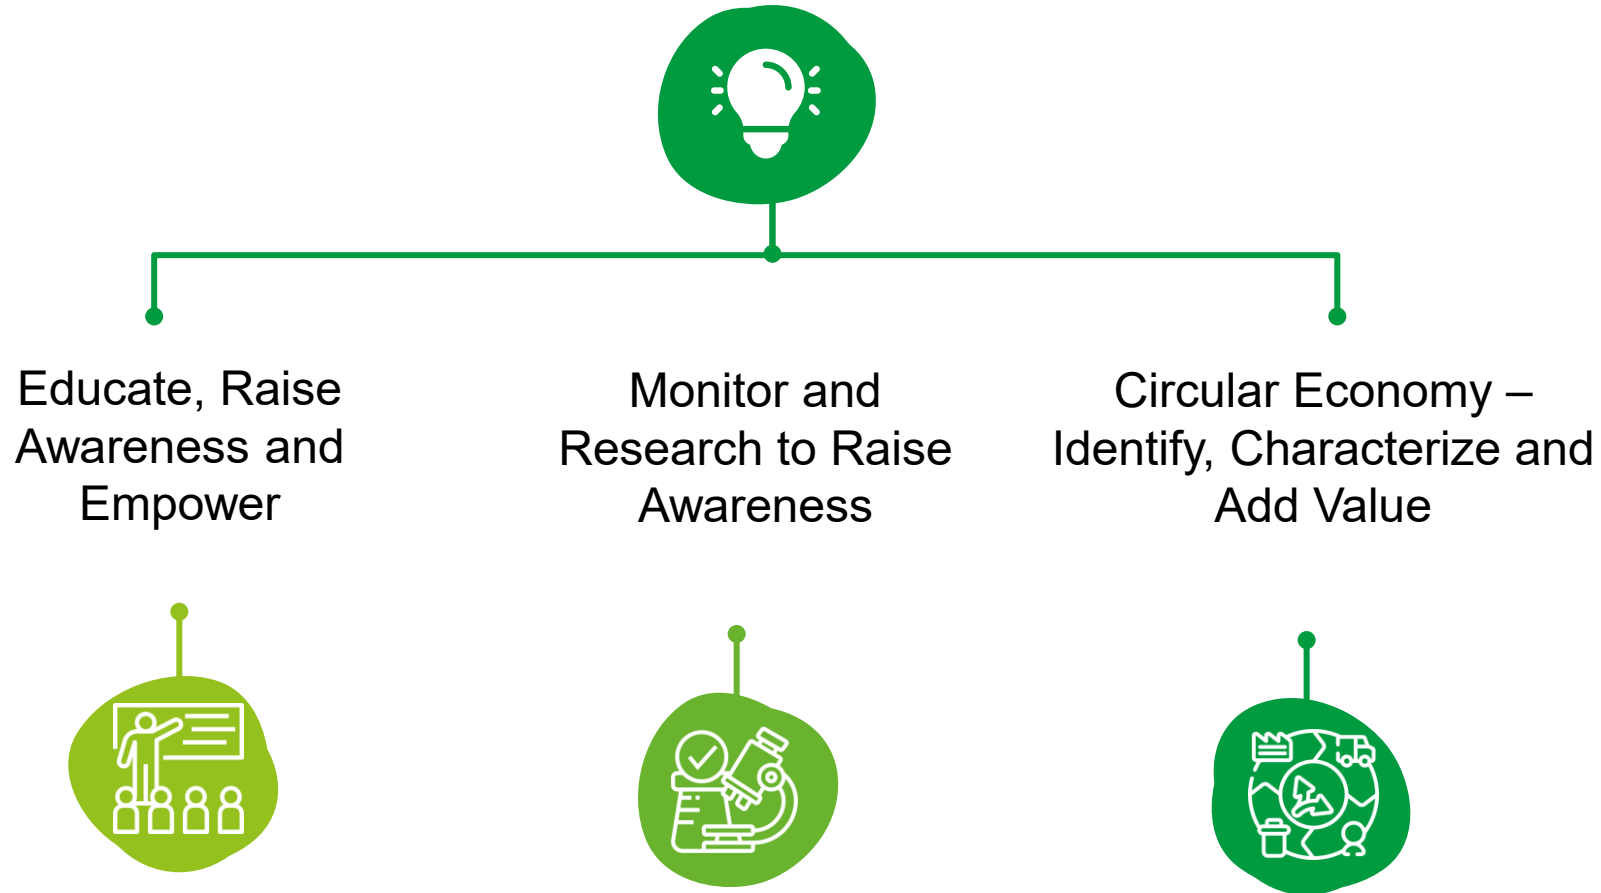 Educate, Raise
Awareness and
Empower
Monitor and
Research to Raise
Awareness
Circular Economy –
Identify, Characterize and
Add Value